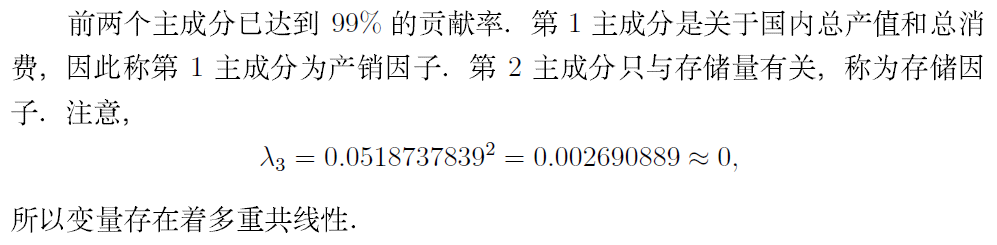 前两个主成分已达到 99% 的贡献率. 第 1 主成分是关于国内总产值和总消
费, 因此称第 1 主成分为产销因子. 第 2 主成分只与存储量有关, 称为存储因
子. 注意,
λ₃ = 0.0518737839² = 0.002690889 ≈ 0,
所以变量存在着多重共线性.